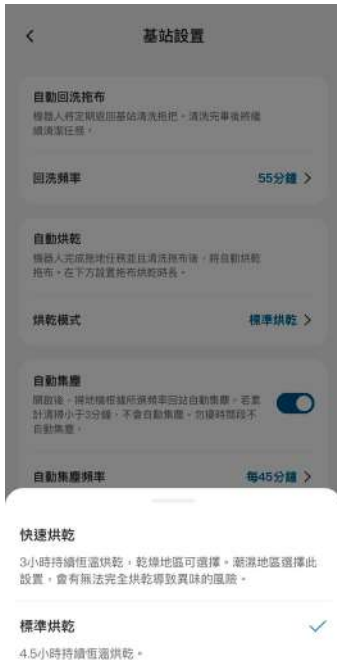 基站設置
自動回洗拖布
機器人將定期返回基站清洗拖把。清洗完畢後將繼
續清潔任務。
回洗頻率 55分鐘
自動烘乾
機器人完成拖地任務並且清洗拖布後,將自動烘乾
拖布。在下方設置拖布烘乾時長。
烘乾模式 標準烘乾
自動集塵
開啟後,掃地機根據所選頻率回站自動集塵。若累
計清掃小于3分鐘,不會自動集塵。勿擾時間段不
自動集塵。
自動集塵頻率 每45分鐘
快速烘乾
3小時持續恆溫烘乾,乾燥地區可選擇。潮濕地區選擇此
設置,會有無法完全烘乾導致異味的風險。
標準烘乾
4.5小時持續恆溫烘乾。